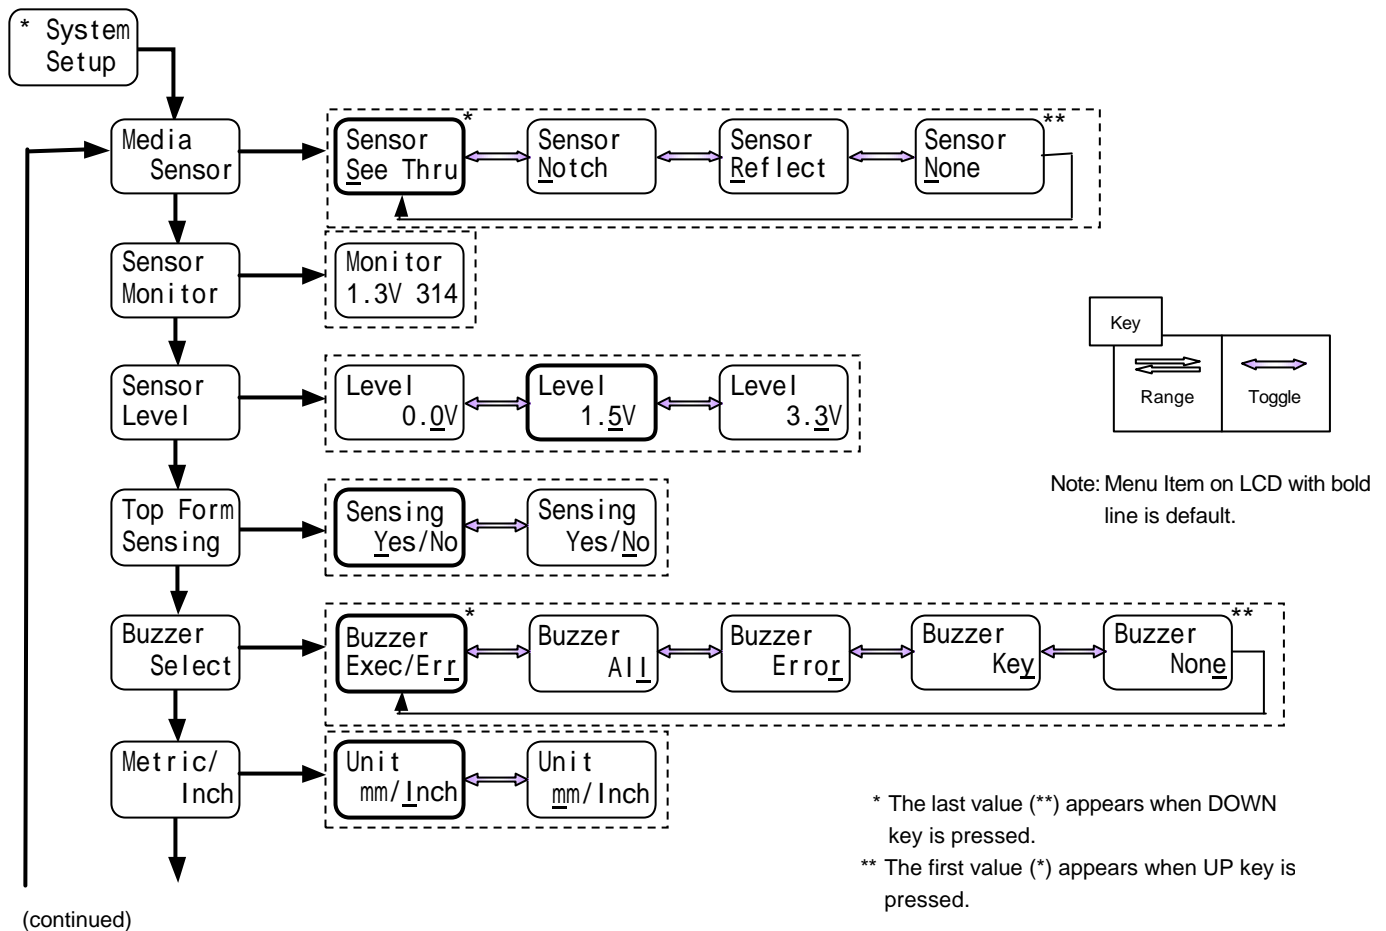 * System
Setup
Media
Sensor
Sensor
See Thru
*
Sensor
Notch
Sensor
Reflect
Sensor
None
**
Sensor
Monitor
Monitor
1.3V 314
Sensor
Level
Level
0.0V
Level
1.5V
Level
3.3V
Key
Range
Toggle
Note: Menu Item on LCD with bold
line is default.
Top Form
Sensing
Sensing
Yes/No
Sensing
Yes/No
Buzzer
Select
Buzzer
Exec/Err
*
Buzzer
All
Buzzer
Error
Buzzer
Key
Buzzer
None
**
Metric/
Inch
Unit
mm/Inch
Unit
mm/Inch
* The last value (**) appears when DOWN
key is pressed.
** The first value (*) appears when UP key is
pressed.
(continued)